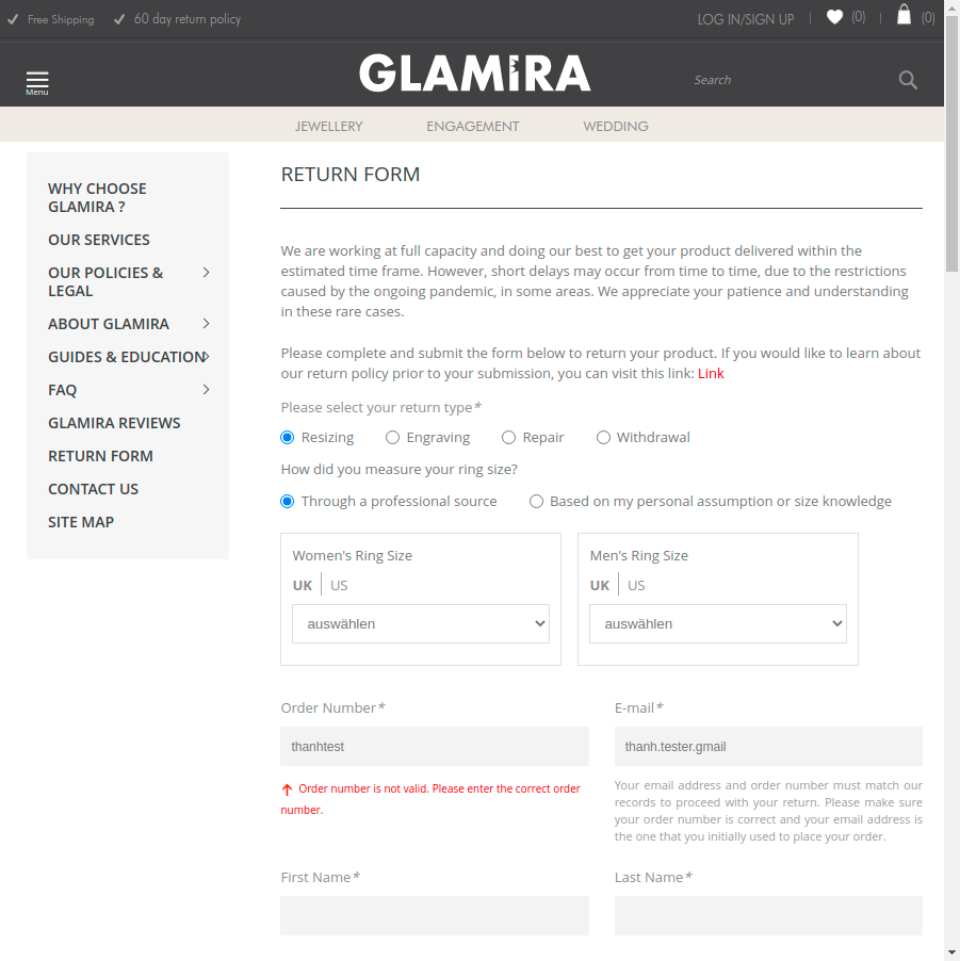 Free Shipping
60 day return policy
LOG IN/SIGN UP
(0)
(0)
Menu
GLAMIRA
Search
JEWELLERY
ENGAGEMENT
WEDDING
WHY CHOOSE
GLAMIRA ?
OUR SERVICES
OUR POLICIES &
LEGAL
ABOUT GLAMIRA
GUIDES & EDUCATION
FAQ
GLAMIRA REVIEWS
RETURN FORM
CONTACT US
SITE MAP
RETURN FORM
We are working at full capacity and doing our best to get your product delivered within the
estimated time frame. However, short delays may occur from time to time, due to the restrictions
caused by the ongoing pandemic, in some areas. We appreciate your patience and understanding
in these rare cases.
Please complete and submit the form below to return your product. If you would like to learn about
our return policy prior to your submission, you can visit this link: Link
Please select your return type*
Resizing
Engraving
Repair
Withdrawal
How did you measure your ring size?
Through a professional source
Based on my personal assumption or size knowledge
Women's Ring Size
UK | US
auswählen
Men's Ring Size
UK | US
auswählen
Order Number*
thanhtest
Order number is not valid. Please enter the correct order
number.
E-mail*
thanh.tester.gmail
Your email address and order number must match our
records to proceed with your return. Please make sure
your order number is correct and your email address is
the one that you initially used to place your order.
First Name*
Last Name*